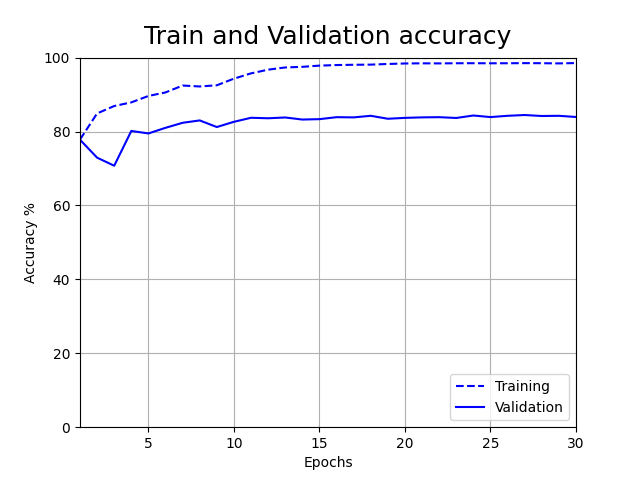 Train and Validation accuracy
100
80
60
40
20
0
Accuracy %
5 10 15 20 25 30
Epochs
Training
Validation